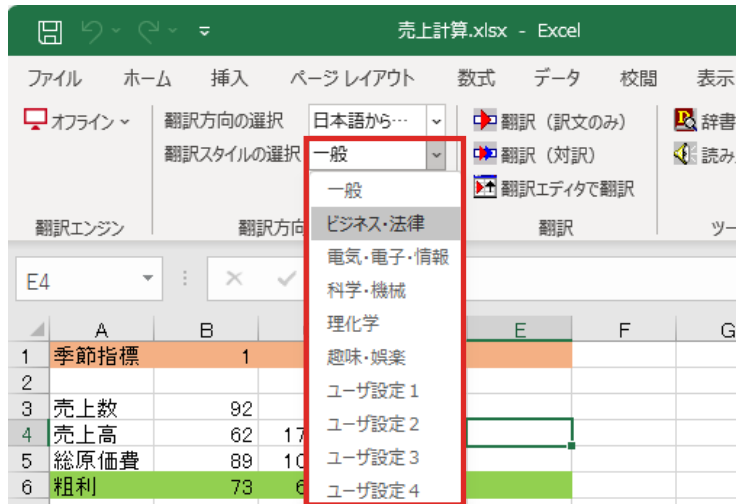 売上計算.xlsx - Excel
ファイル ホーム 挿入 ページ レイアウト 数式 データ 校閲 表示
オフライン 翻訳方向の選択 日本語から… 翻訳（訳文のみ） 辞書
翻訳スタイルの選択 一般 翻訳（対訳） 読み
翻訳エディタで翻訳
翻訳エンジン 翻訳方向 翻訳 ツー
一般
ビジネス・法律
電気・電子・情報
科学・機械
理化学
趣味・娯楽
ユーザ設定1
ユーザ設定2
ユーザ設定3
ユーザ設定4
E4
A B E F G
1 季節指標 1
2
3 売上数 92
4 売上高 62 17
5 総原価費 89 10
6 粗利 73